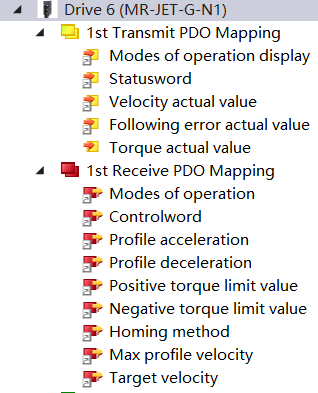 Drive 6 (MR-JET-G-N1)
1st Transmit PDO Mapping
Modes of operation display
Statusword
Velocity actual value
Following error actual value
Torque actual value
1st Receive PDO Mapping
Modes of operation
Controlword
Profile acceleration
Profile deceleration
Positive torque limit value
Negative torque limit value
Homing method
Max profile velocity
Target velocity